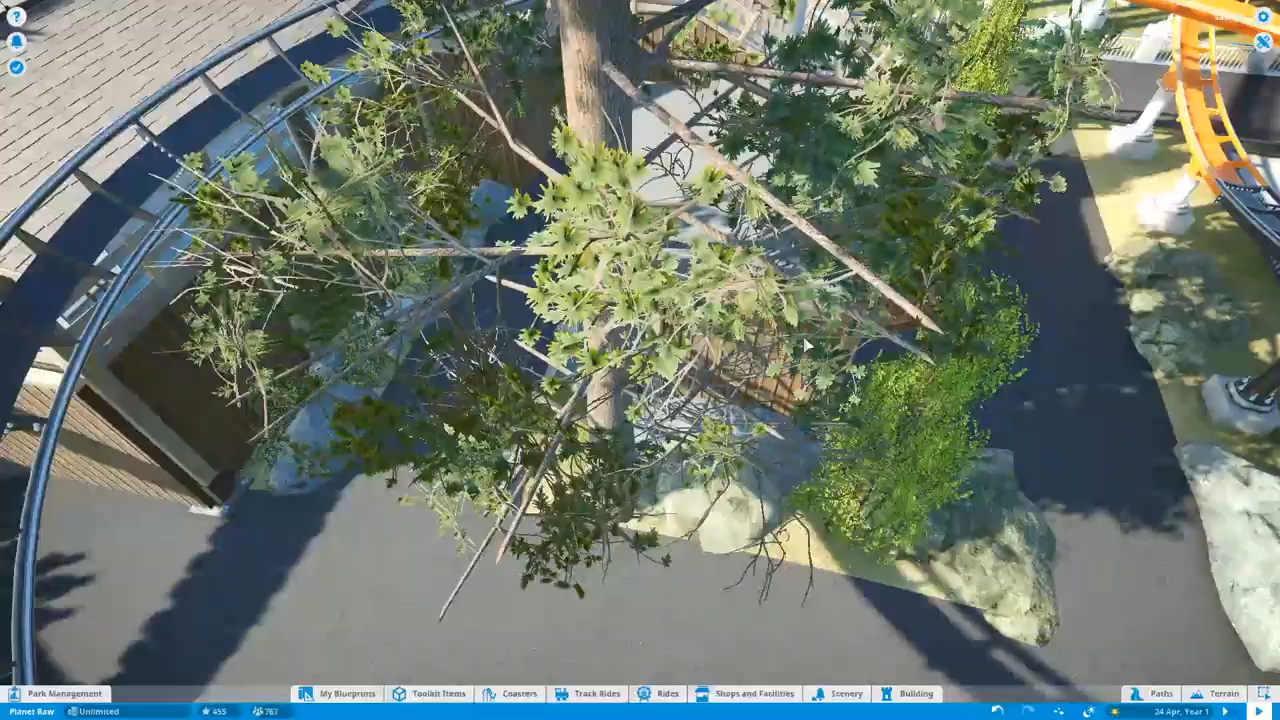 ?
Park Management
My Blueprints
Toolkit Items
Coasters
Track Rides
Rides
Shops and Facilities
Scenery
Building
Paths
Terrain
Planet Raw
Unlimited
455
767
24 Apr, Year 1